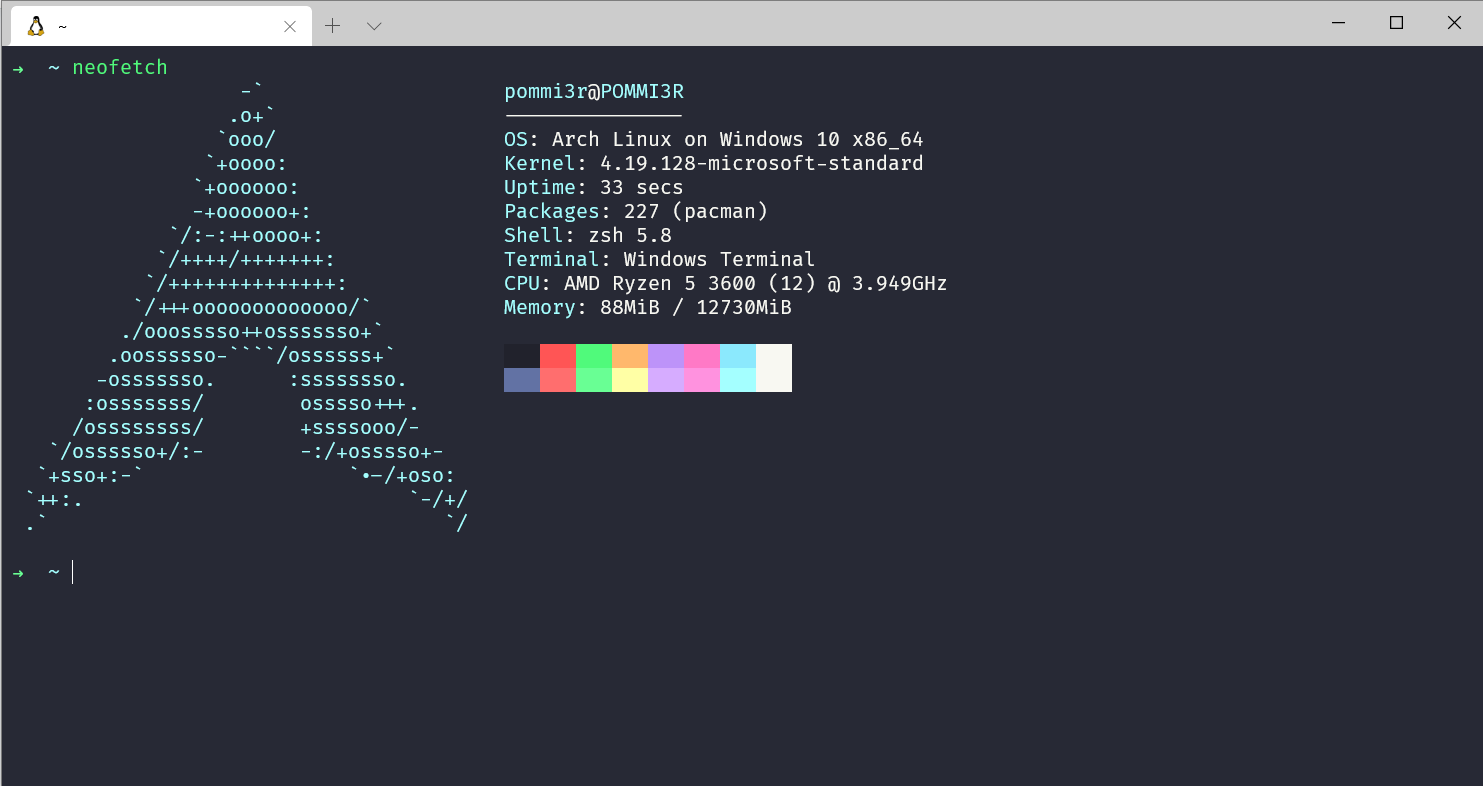 ~
→ ~ neofetch
                   -`
                  .o+`
                 `ooo/
                `+oooo:
               `+oooooo:
               -+oooooo+:
             `/:-:++oooo+:
            `/++++/+++++++:
           `/++++++++++++++:
          `/+++ooooooooooooo/`
         ./ooosssso++osssssso+`
        .oossssso-````/ossssss+`
       -osssssso.      :ssssssso.
      :osssssss/        osssso+++.
     /ossssssss/        +ssssooo/-
   `/ossssso+/:-        -:/+osssso+-
  `+sso+:-`                 `•-/+oso:
 `++:.                           `-/+/
 .`                                 `/
pommi3r@POMMI3R
---------------
OS: Arch Linux on Windows 10 x86_64
Kernel: 4.19.128-microsoft-standard
Uptime: 33 secs
Packages: 227 (pacman)
Shell: zsh 5.8
Terminal: Windows Terminal
CPU: AMD Ryzen 5 3600 (12) @ 3.949GHz
Memory: 88MiB / 12730MiB
→ ~